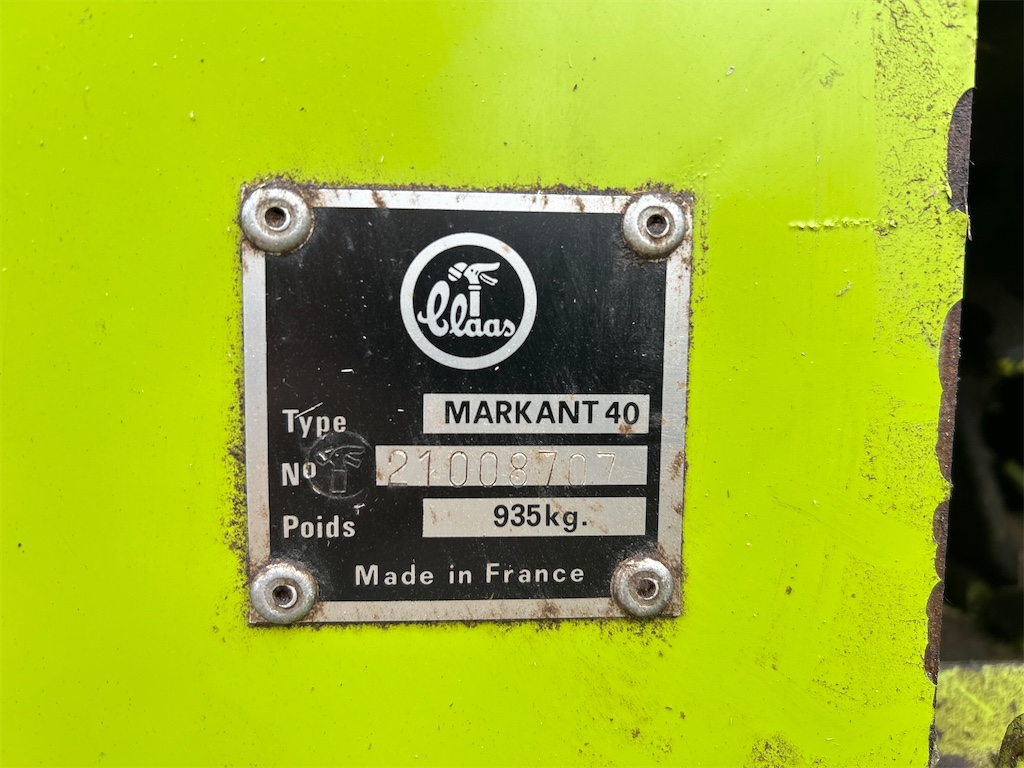 Claas
Type MARKANT 40
Nº 21008707
Poids 935kg.
Made in France